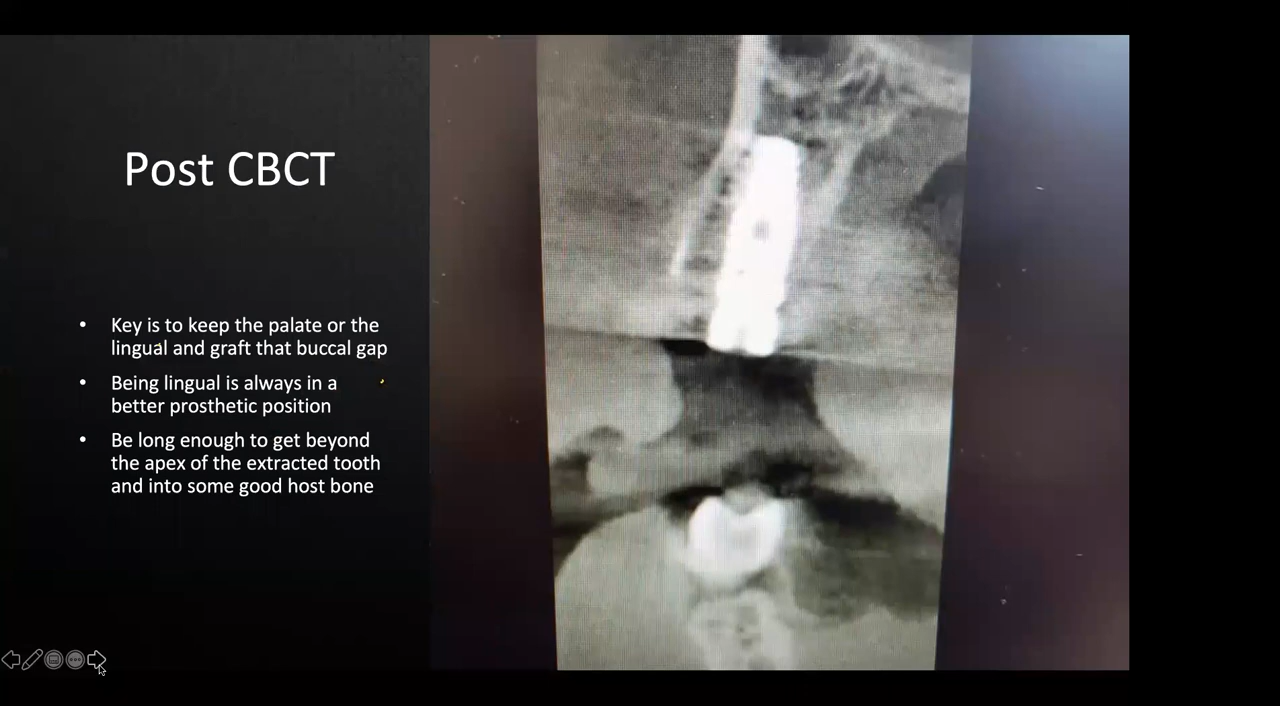 Post CBCT
• Key is to keep the palate or the
lingual and graft that buccal gap
• Being lingual is always in a
better prosthetic position
• Be long enough to get beyond
the apex of the extracted tooth
and into some good host bone